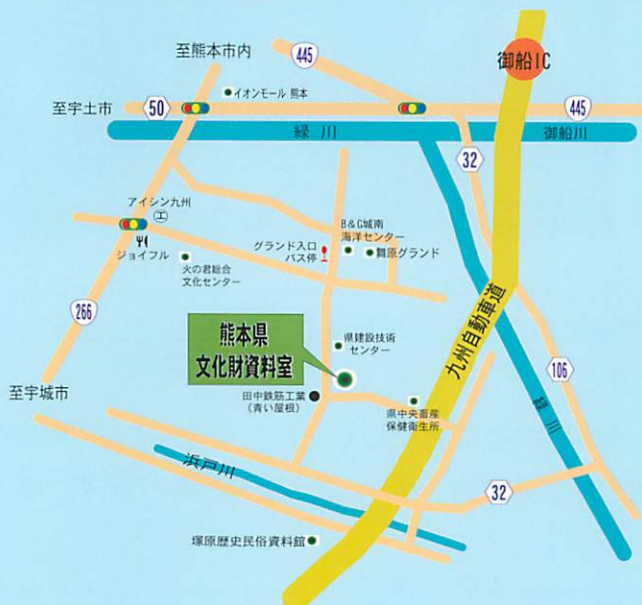 至熊本市内
445
御船IC
イオンモール 熊本
至宇土市
50
445
緑 川
御船川
32
アイシン九州
工
ジョイフル
火の君総合
文化センター
グランド入口
バス停
B&G城南
海洋センター
舞原グランド
九州自動車道
266
熊本県
文化財資料室
県建設技術
センター
106
至宇城市
田中鉄筋工業
(青い屋根)
県中央畜産
保健衛生所
緑 川
浜戸川
32
塚原歴史民俗資料館